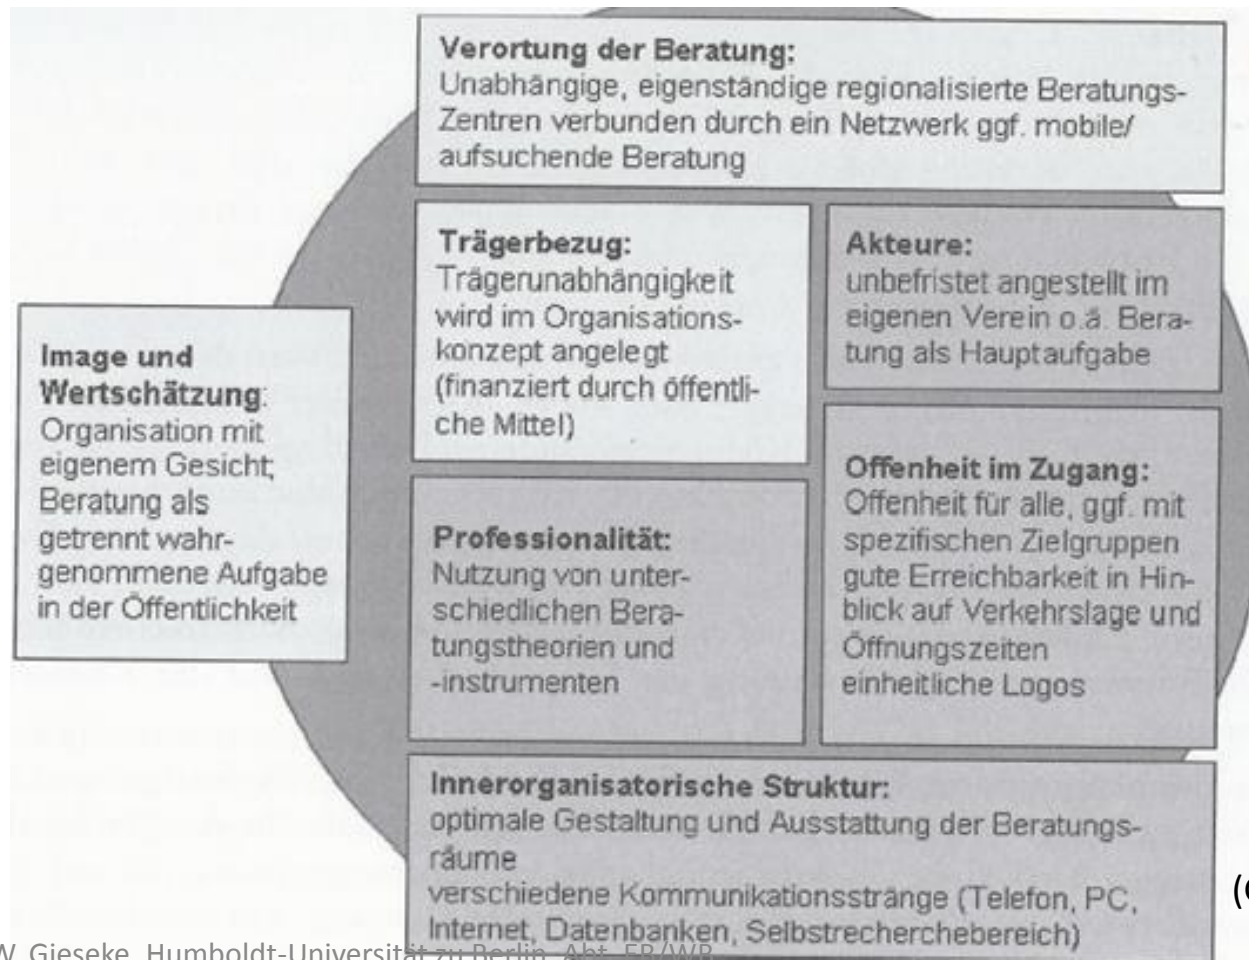 Verortung der Beratung:
Unabhängige, eigenständige regionalisierte Beratungs-
Zentren verbunden durch ein Netzwerk ggf. mobile/
aufsuchende Beratung
Trägerbezug:
Trägerunabhängigkeit
wird im Organisations-
konzept angelegt
(finanziert durch öffentli-
che Mittel)
Akteure:
unbefristet angestellt im
eigenen Verein o.ä. Bera-
tung als Hauptaufgabe
Image und
Wertschätzung:
Organisation mit
eigenem Gesicht;
Beratung als
getrennt wahr-
genommene Aufgabe
in der Öffentlichkeit
Professionalität:
Nutzung von unter-
schiedlichen Bera-
tungstheorien und
-instrumenten
Offenheit im Zugang:
Offenheit für alle, ggf. mit
spezifischen Zielgruppen
gute Erreichbarkeit in Hin-
blick auf Verkehrslage und
Öffnungszeiten
einheitliche Logos
Innerorganisatorische Struktur:
optimale Gestaltung und Ausstattung der Beratungs-
räume
verschiedene Kommunikationsstränge (Telefon, PC,
Internet, Datenbanken, Selbstrecherchebereich)
W. Gieseke, Humboldt-Universität zu Berlin, Abt. EB/WB